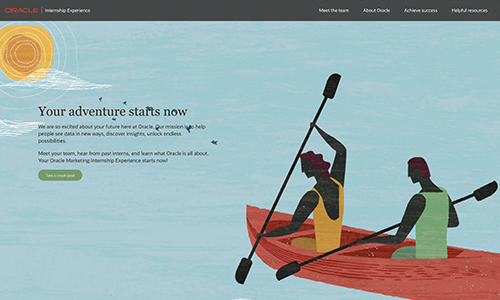 ORACLE Internship Experience Meet the team About Oracle Achieve success Helpful resources
Your adventure starts now
We are so excited about your future here at Oracle. Our mission is to help
people see data in new ways, discover insights, unlock endless
possibilities.
Meet your team, hear from past interns, and learn what Oracle is all about.
Your Oracle Marketing Internship Experience starts now!
Take a sneak peek